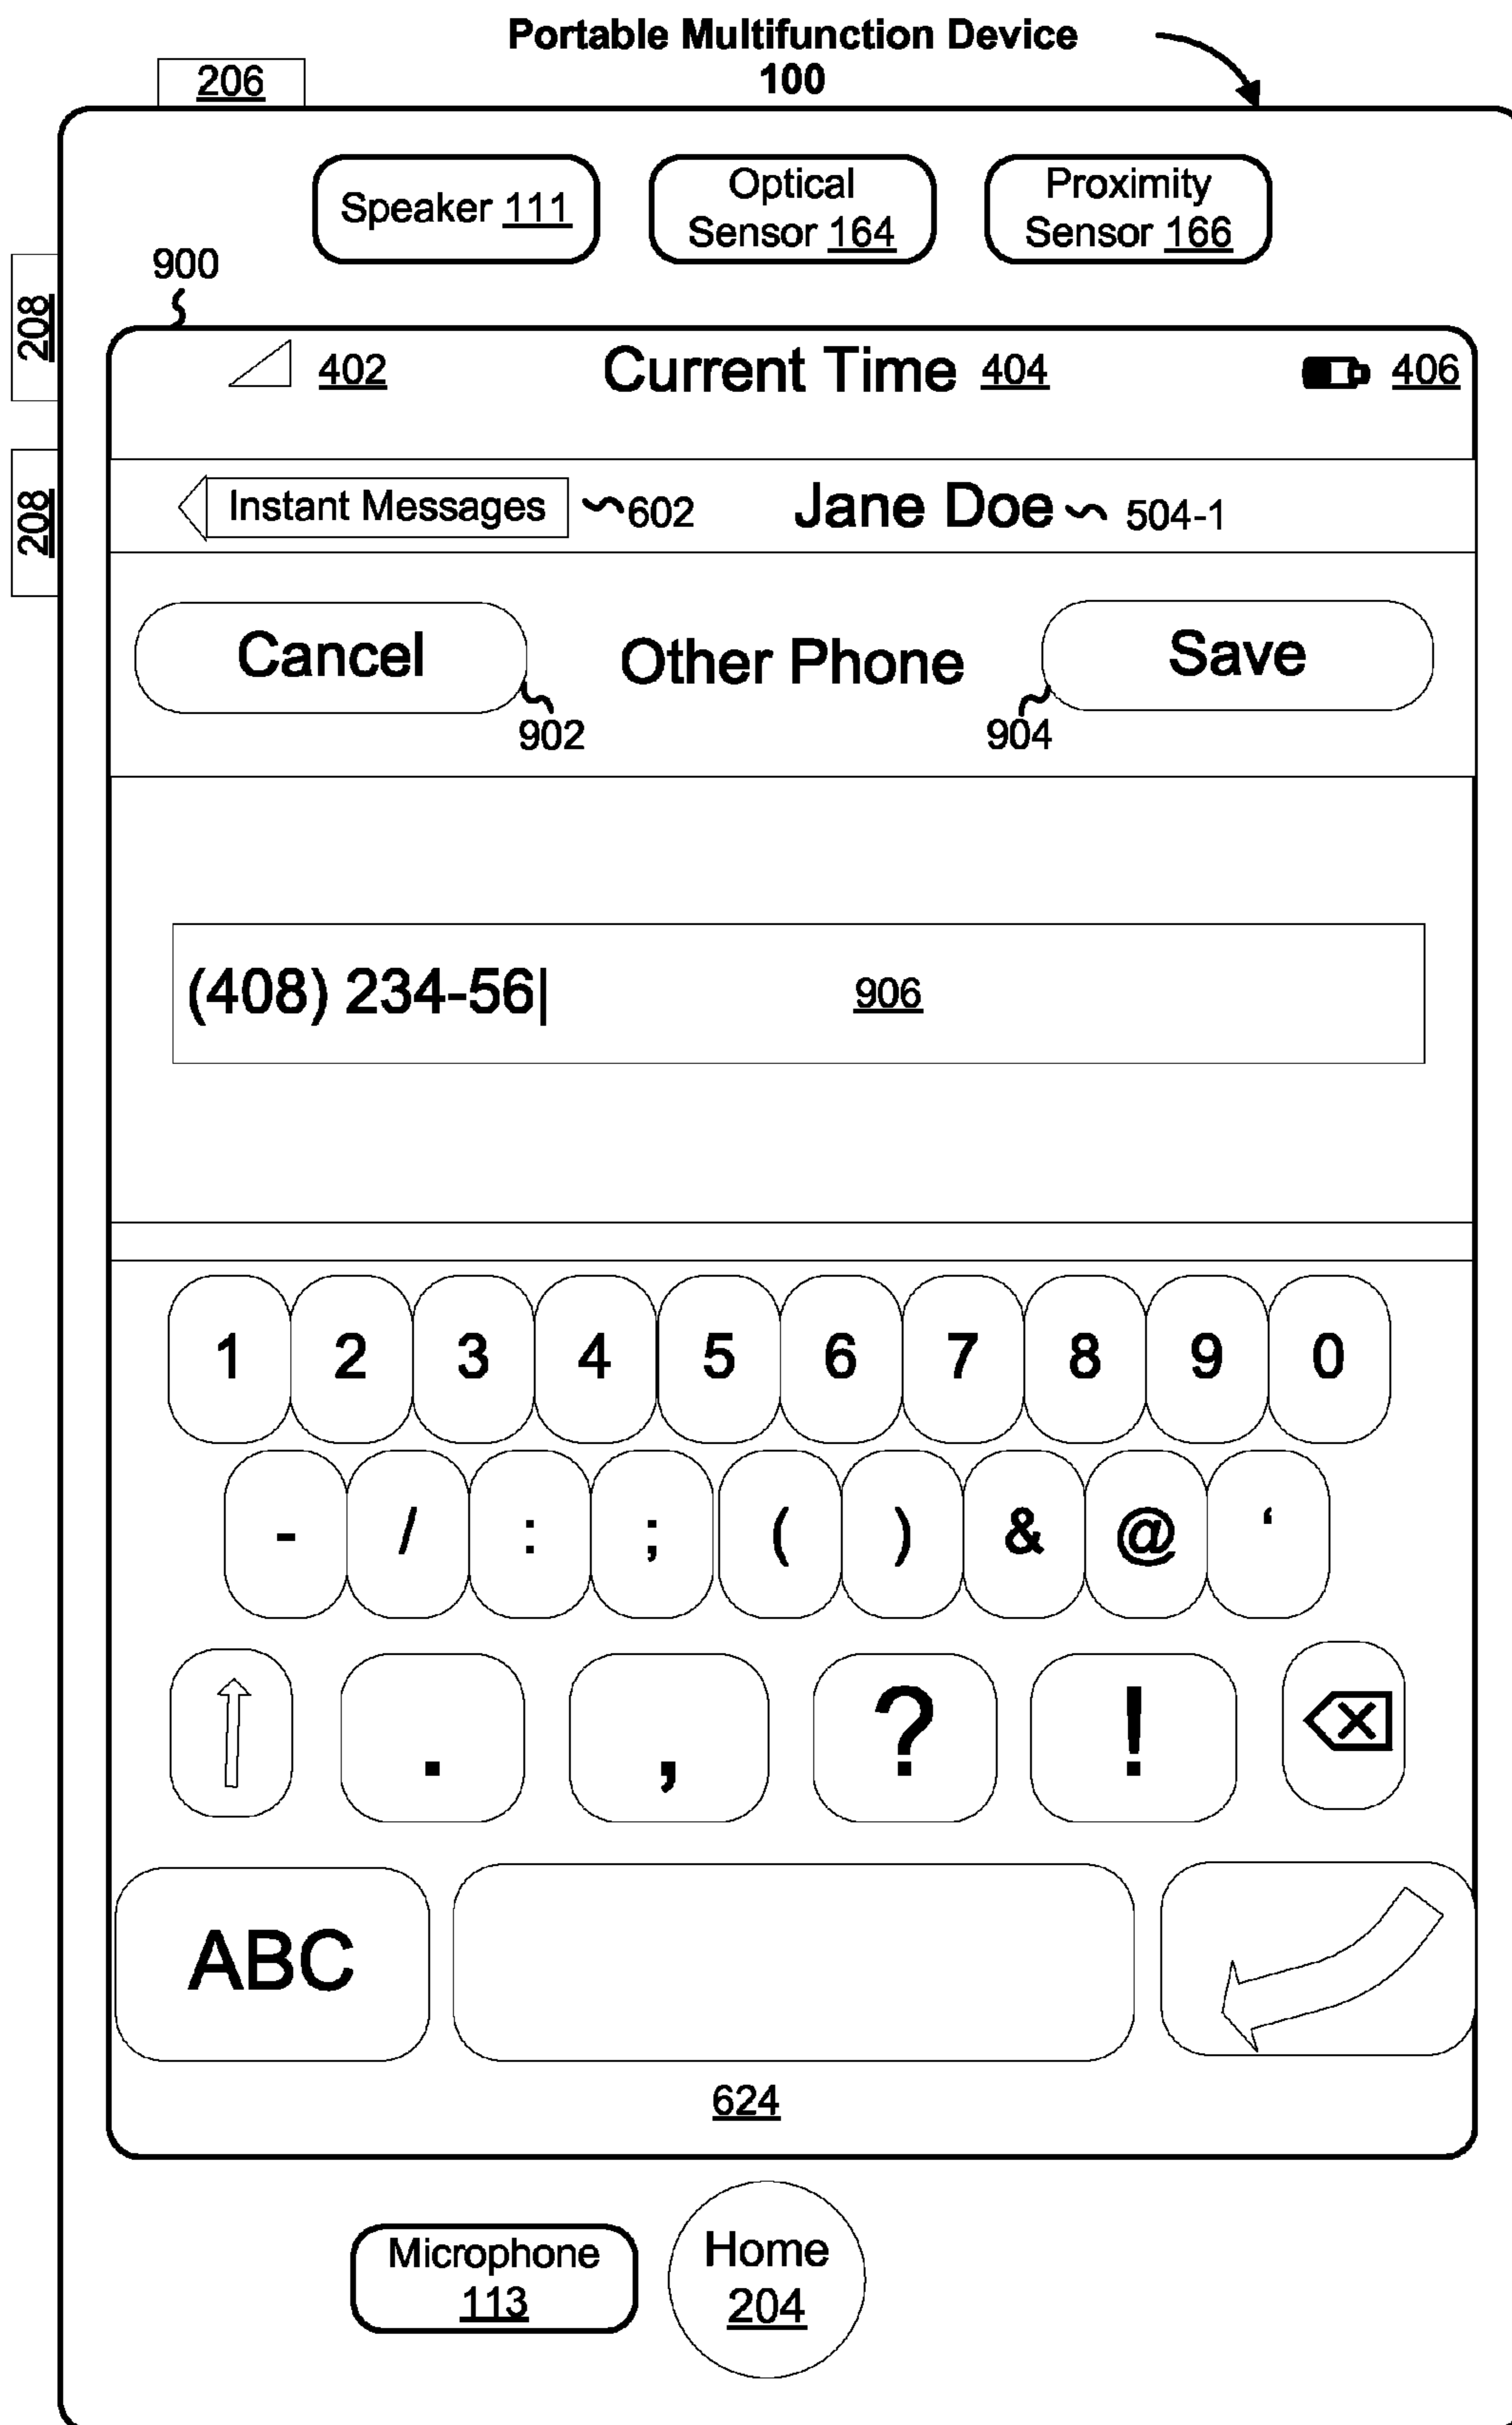 Portable Multifunction Device
100
206
Speaker 111
Optical
Sensor 164
Proximity
Sensor 166
208
208
900
402
Current Time 404
406
Instant Messages 602 Jane Doe 504-1
Cancel Other Phone Save
902 904
(408) 234-56| 906
1 2 3 4 5 6 7 8 9 0
- / : ; ( ) & @ ‘
. , ? !
ABC
624
Microphone
113
Home
204